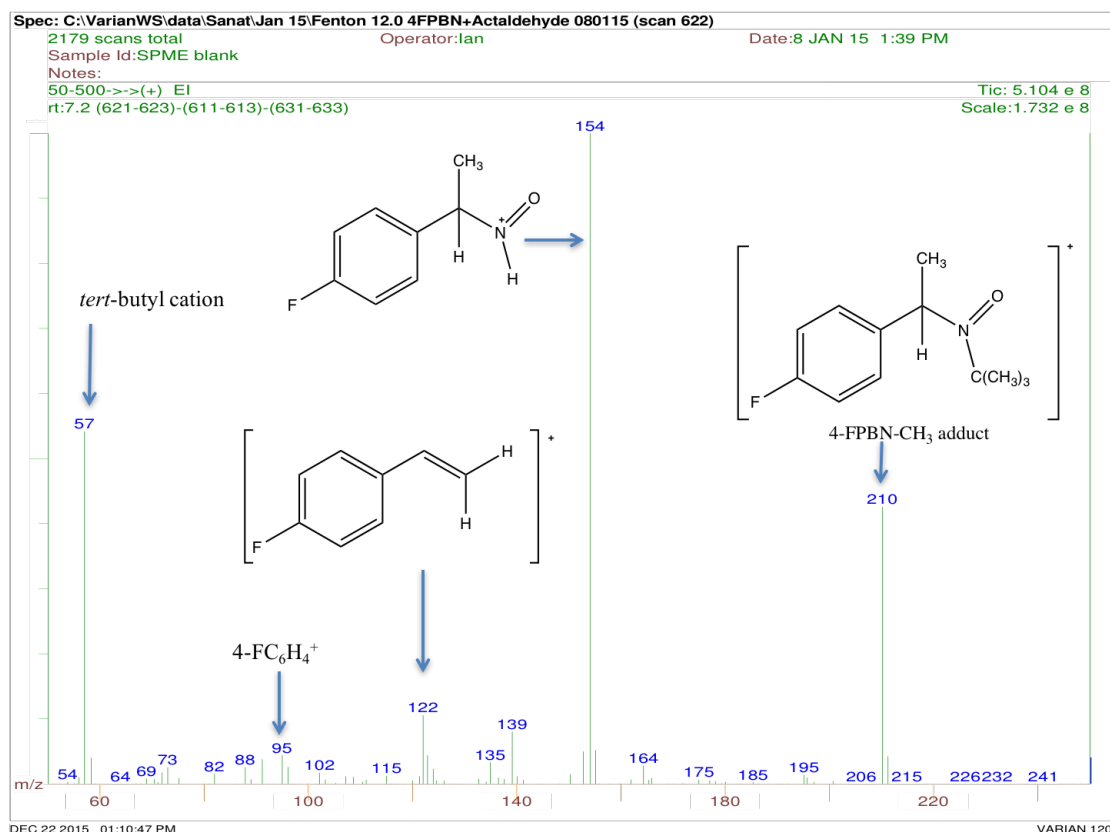 Spec: C:\VarianWS\data\Sanat\Jan 15\Fenton 12.0 4FPBN+Actaldehyde 080115 (scan 622)
2179 scans total Operator:Ian Date:8 JAN 15 1:39 PM
Sample Id:SPME blank
Notes:
50-500->->(+) EI Tic: 5.104 e 8
rt:7.2 (621-623)-(611-613)-(631-633) Scale:1.732 e 8
154
CH₃
O
+
N
H
H
F
tert-butyl cation
57
+
CH₃
O
N
H
C(CH₃)₃
F
4-FPBN-CH₃ adduct
210
+
H
H
F
4-FC₆H₄⁺
122
139
95
135
54 64 69 73 82 88 102 115 164 175 185 195 206 215 226 232 241
m/z
60 100 140 180 220
DEC 22 2015 01:10:47 PM VARIAN 120